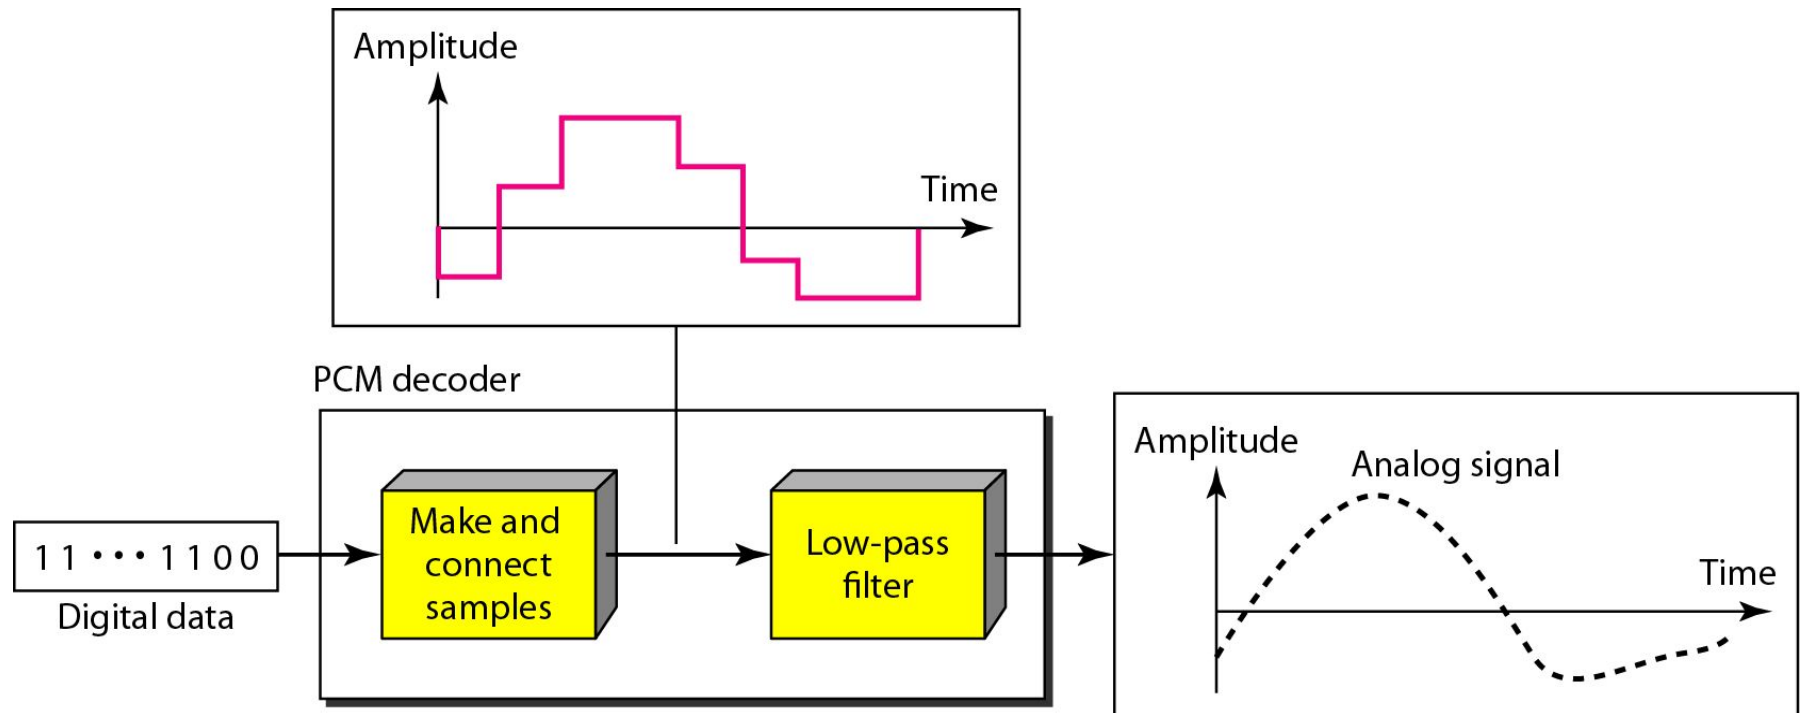 Amplitude
Time
PCM decoder
Make and
connect
samples
Low-pass
filter
11 ••• 1100
Digital data
Amplitude
Analog signal
Time